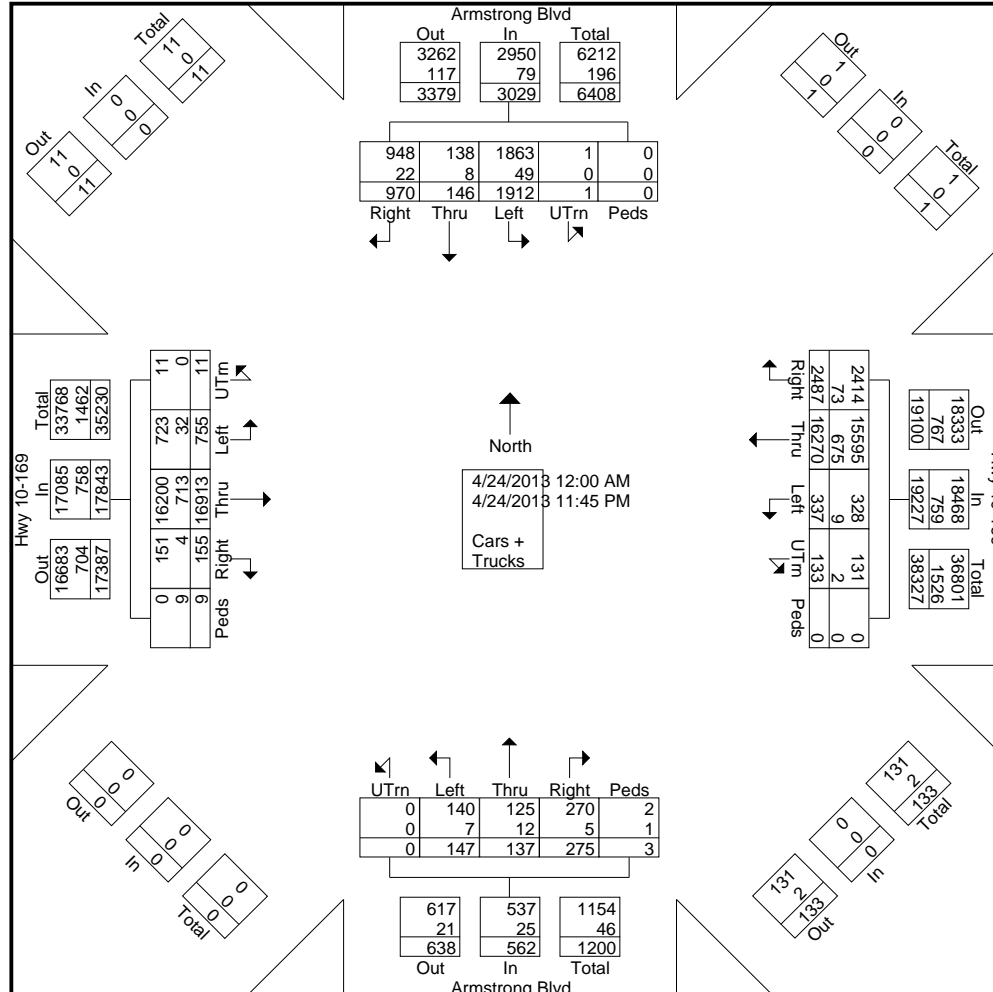 Armstrong Blvd
Out In Total
3262 2950 6212
117 79 196
3379 3029 6408
948 138 1863 1 0
22 8 49 0 0
970 146 1912 1 0
Right Thru Left UTrn Peds
Total
11
0
11
In
0
0
0
Out
11
0
11
Out
1
0
1
In
0
0
0
Total
1
0
1
Hwy 10-169
Total
33768
1462
35230
In
17085
758
17843
Out
16683
704
17387
UTrn
11
0
11
Left
723
32
755
Thru
16200
713
16913
Right
151
4
155
Peds
0
9
9
North
4/24/2013 12:00 AM
4/24/2013 11:45 PM
Cars +
Trucks
Right
2414
73
2487
Thru
15595
675
16270
Left
328
9
337
UTrn
131
2
133
Peds
0
0
0
Out
18333
767
19100
In
18468
759
19227
Total
36801
1526
38327
Out
0
0
0
In
0
0
0
Total
0
0
0
UTrn Left Thru Right Peds
0 140 125 270 2
0 7 12 5 1
0 147 137 275 3
617 537 1154
21 25 46
638 562 1200
Out In Total
Armstrong Blvd
131
2
133
Total
0
0
0
In
131
2
133
Out